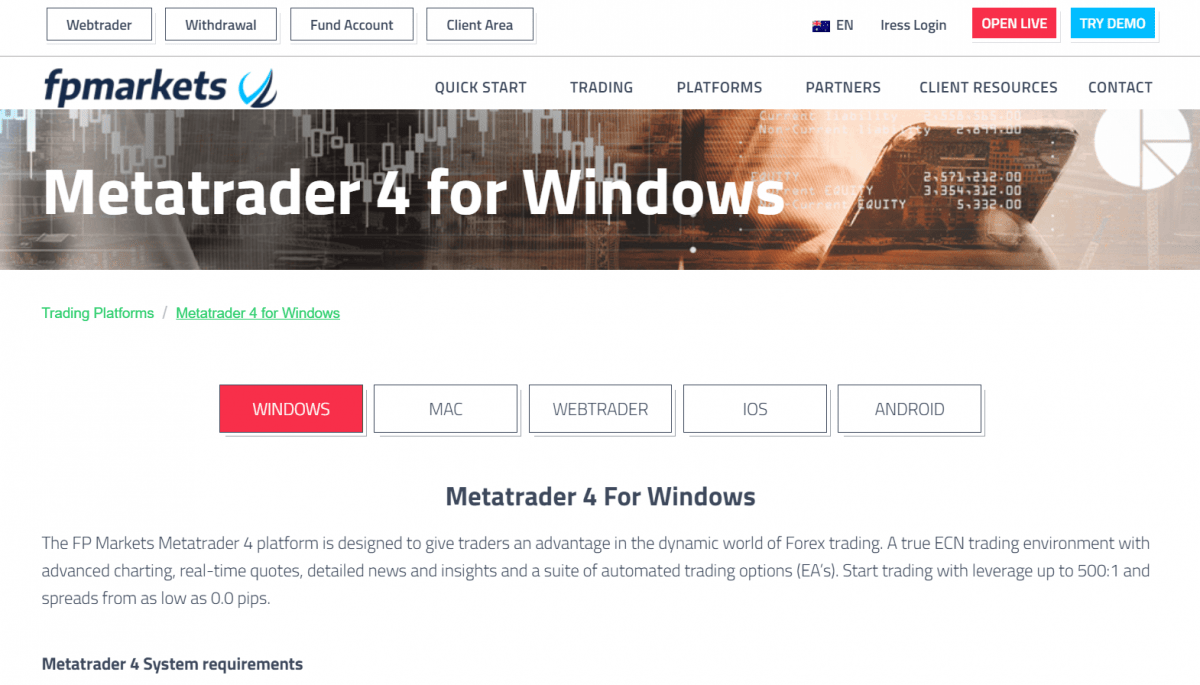 Webtrader Withdrawal Fund Account Client Area EN Iress Login OPEN LIVE TRY DEMO
fpmarkets QUICK START TRADING PLATFORMS PARTNERS CLIENT RESOURCES CONTACT
Current liability 2,550,365.00
Non-Current liability
EQUITY
2,571,212.00
EQUITY 3,354,312.00
EQUITY 5,332.00
Metatrader 4 for Windows
Trading Platforms / Metatrader 4 for Windows
WINDOWS MAC WEBTRADER IOS ANDROID
Metatrader 4 For Windows
The FP Markets Metatrader 4 platform is designed to give traders an advantage in the dynamic world of Forex trading. A true ECN trading environment with
advanced charting, real-time quotes, detailed news and insights and a suite of automated trading options (EA's). Start trading with leverage up to 500:1 and
spreads from as low as 0.0 pips.
Metatrader 4 System requirements